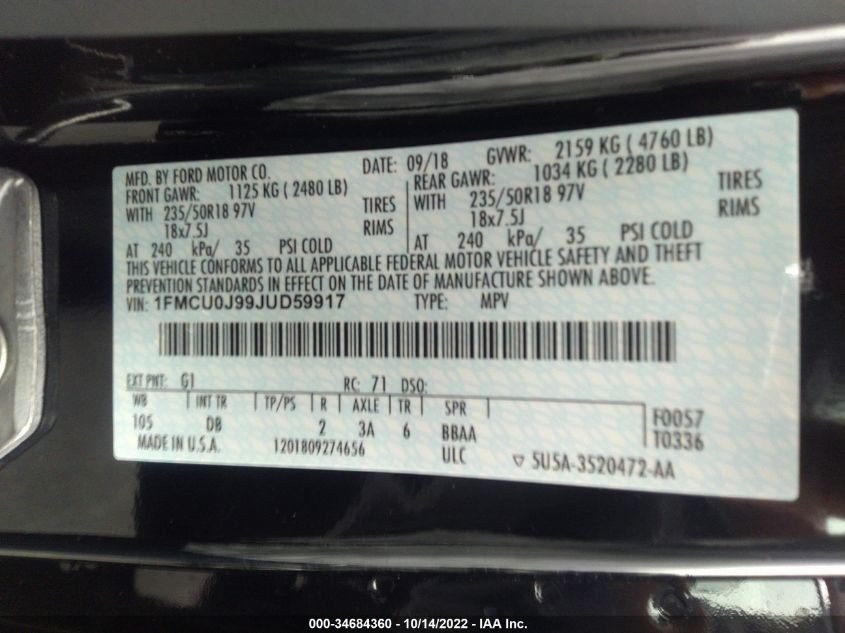 MFD. BY FORD MOTOR CO. DATE: 09/18 GVWR: 2159 KG ( 4760 LB)
FRONT GAWR: 1125 KG ( 2480 LB) REAR GAWR: 1034 KG ( 2280 LB)
WITH 235/50R18 97V TIRES WITH 235/50R18 97V TIRES
18x7.5J RIMS 18x7.5J RIMS
AT 240 kPa/ 35 PSI COLD AT 240 kPa/ 35 PSI COLD
THIS VEHICLE CONFORMS TO ALL APPLICABLE FEDERAL MOTOR VEHICLE SAFETY AND THEFT
PREVENTION STANDARDS IN EFFECT ON THE DATE OF MANUFACTURE SHOWN ABOVE.
VIN: 1FMCU0J99JUD59917 TYPE: MPV
EXT PNT: G1 RC: 71 DSO:
WB INT TR TP/PS R AXLE TR SPR
105 DB 2 3A 6 BBAA
F0057
T0336
MADE IN U.S.A. 1201809274656 ULC ▽ 5U5A-3520472-AA
000-34684360 - 10/14/2022 - IAA Inc.